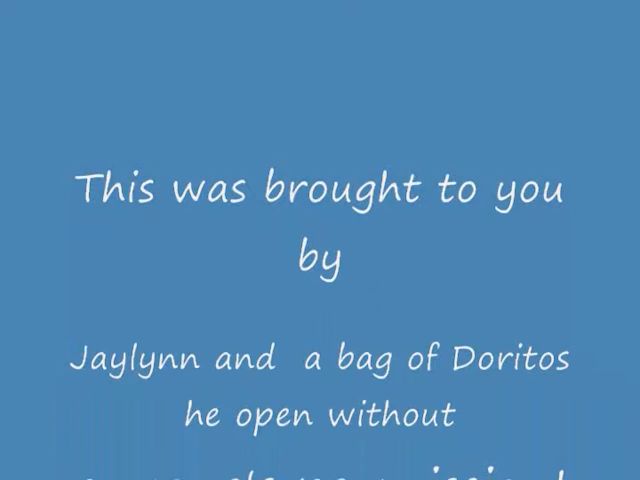 This was brought to you
by
Jaylynn and a bag of Doritos
he open without